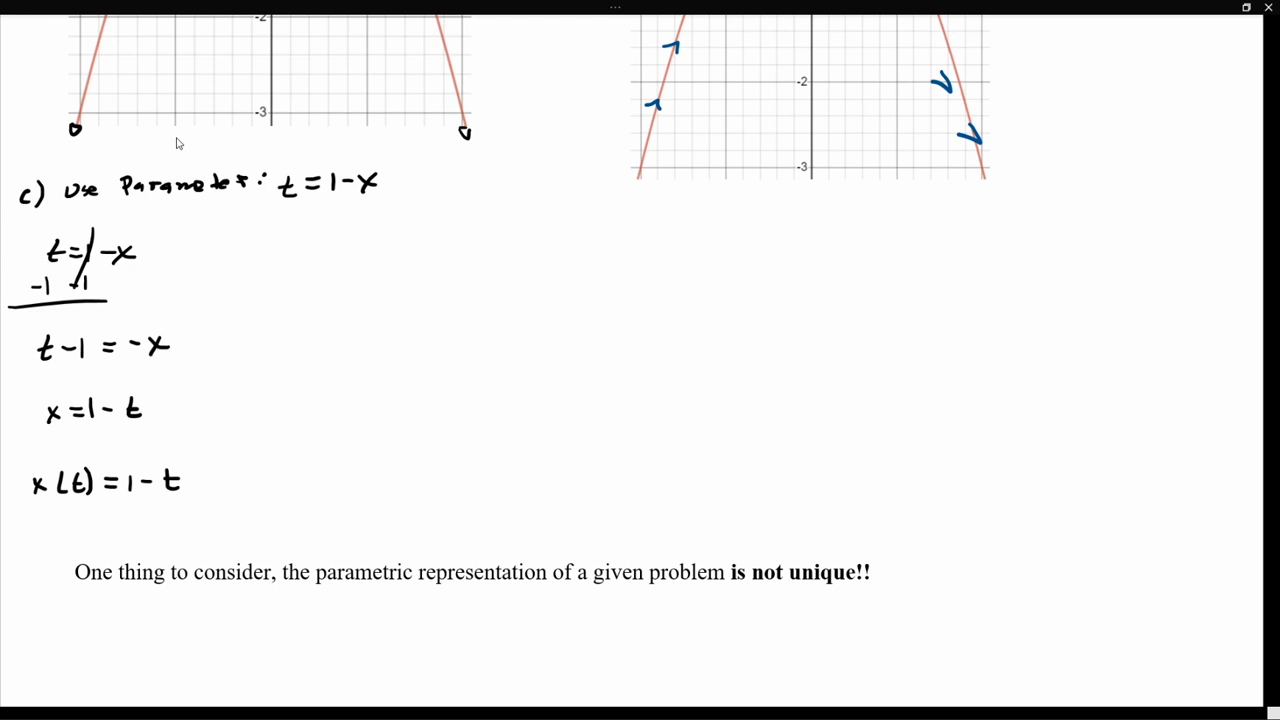 -2
-3
-2
-3
c) Use Parameter: t = 1 - x
t = 1 - x
-1 -1
t - 1 = - x
x = 1 - t
x (t) = 1 - t
One thing to consider, the parametric representation of a given problem is not unique!!